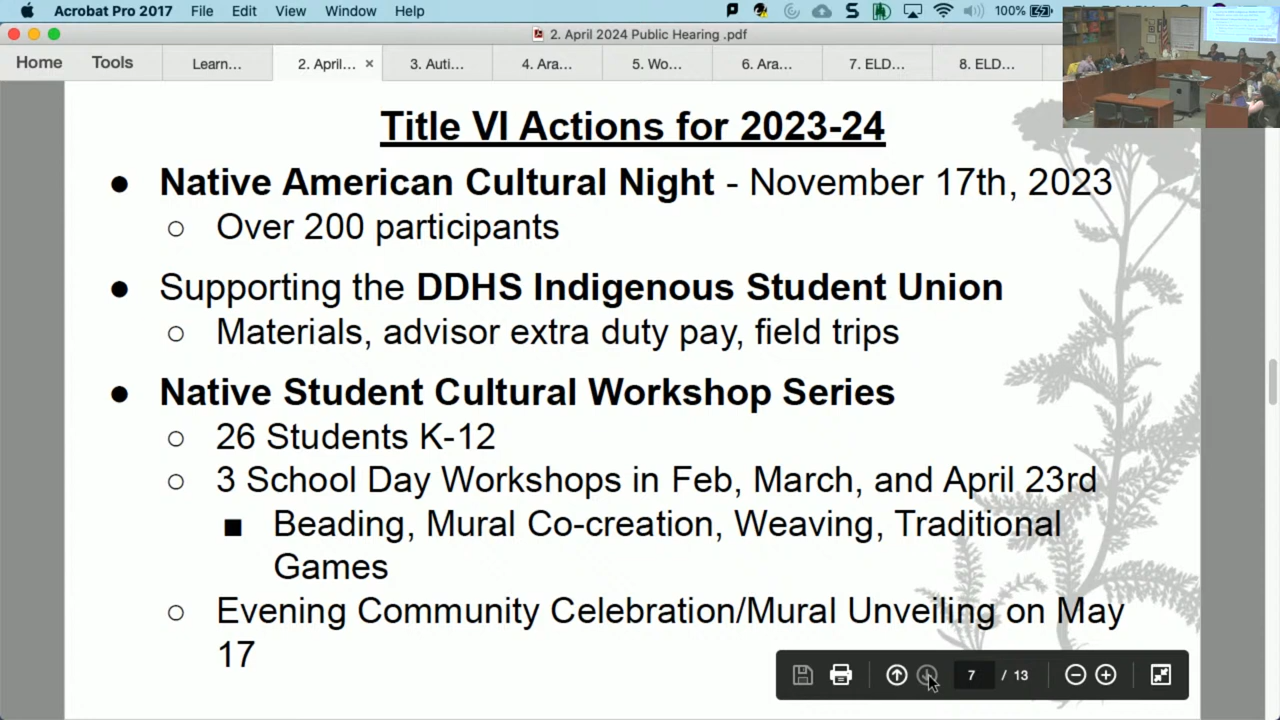 Acrobat Pro 2017 File Edit View Window Help 100%
2. April 2024 Public Hearing .pdf
Home Tools Learn... 2. April... × 3. Auti... 4. Ara... 5. Wo... 6. Ara... 7. ELD... 8. ELD...
Title VI Actions for 2023-24
● Native American Cultural Night - November 17th, 2023
○ Over 200 participants
● Supporting the DDHS Indigenous Student Union
○ Materials, advisor extra duty pay, field trips
● Native Student Cultural Workshop Series
○ 26 Students K-12
○ 3 School Day Workshops in Feb, March, and April 23rd
■ Beading, Mural Co-creation, Weaving, Traditional
Games
○ Evening Community Celebration/Mural Unveiling on May
17
7 / 13